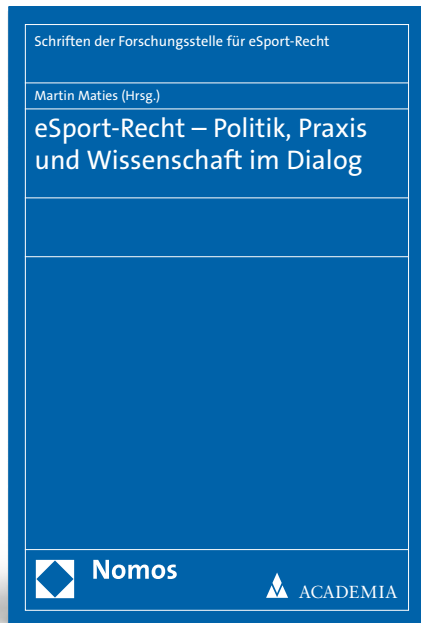 Schriften der Forschungsstelle für eSport-Recht
Martin Maties (Hrsg.)
eSport-Recht – Politik, Praxis
und Wissenschaft im Dialog
Nomos
ACADEMIA